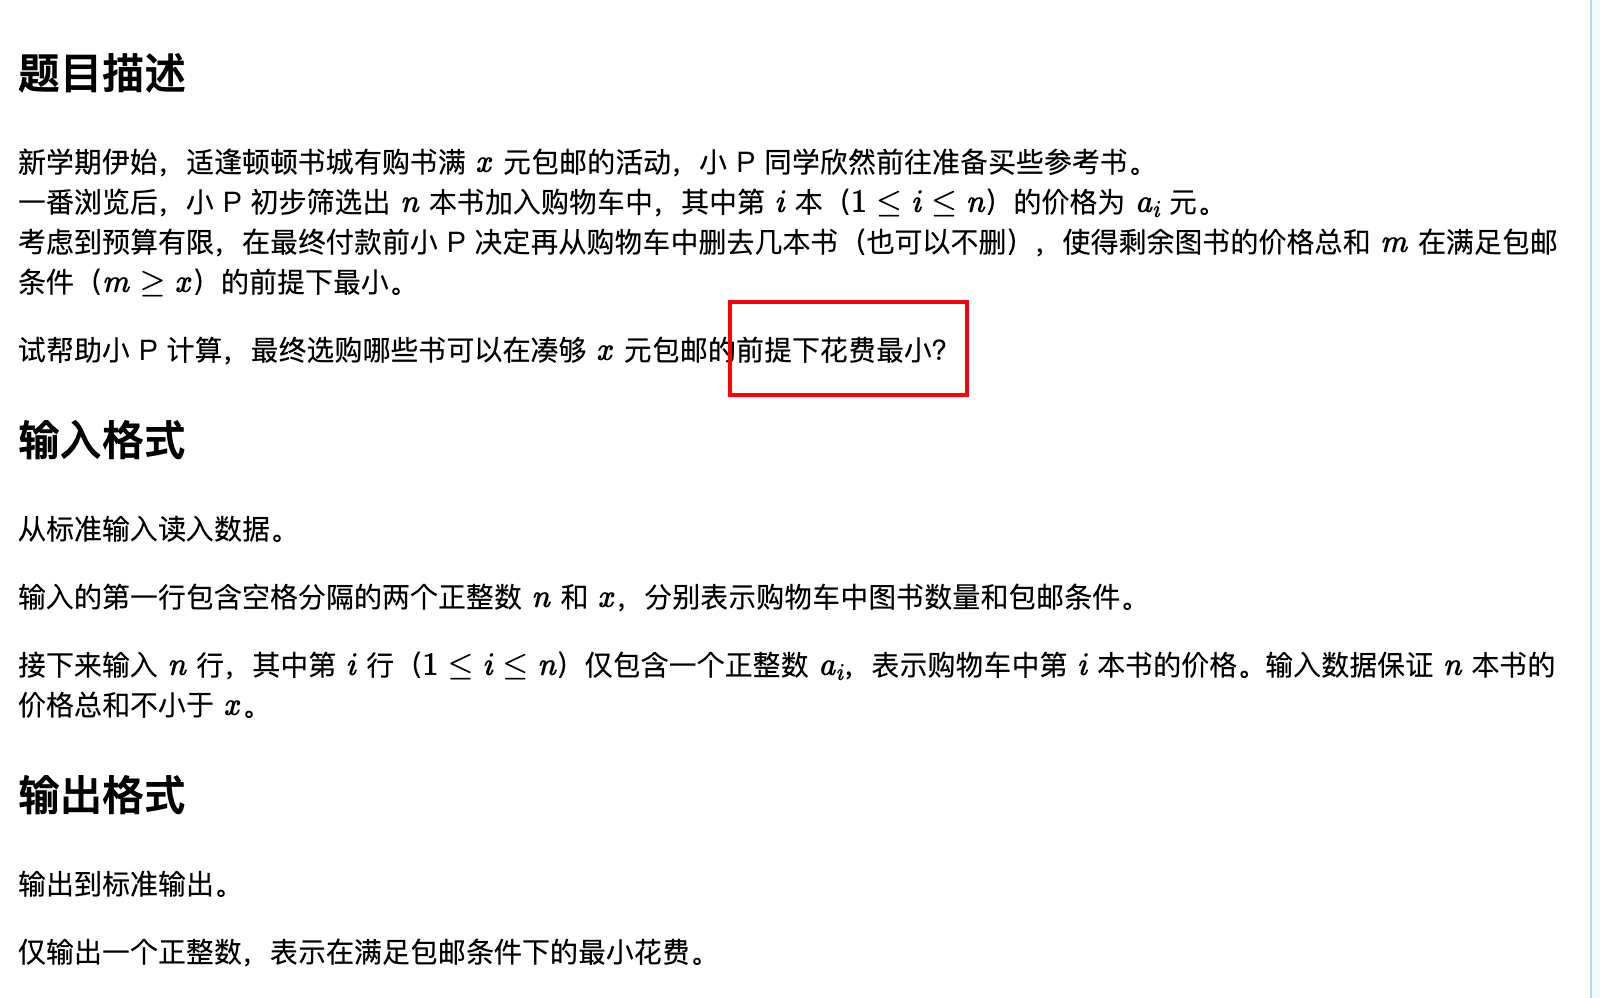 题目描述
新学期伊始，适逢顿顿书城有购书满 x 元包邮的活动，小 P 同学欣然前往准备买些参考书。
一番浏览后，小 P 初步筛选出 n 本书加入购物车中，其中第 i 本（1 ≤ i ≤ n）的价格为 aᵢ 元。
考虑到预算有限，在最终付款前小 P 决定再从购物车中删去几本书（也可以不删），使得剩余图书的价格总和 m 在满足包邮
条件（m ≥ x）的前提下最小。
试帮助小 P 计算，最终选购哪些书可以在凑够 x 元包邮的前提下花费最小？
输入格式
从标准输入读入数据。
输入的第一行包含空格分隔的两个正整数 n 和 x，分别表示购物车中图书数量和包邮条件。
接下来输入 n 行，其中第 i 行（1 ≤ i ≤ n）仅包含一个正整数 aᵢ，表示购物车中第 i 本书的价格。输入数据保证 n 本书的
价格总和不小于 x。
输出格式
输出到标准输出。
仅输出一个正整数，表示在满足包邮条件下的最小花费。